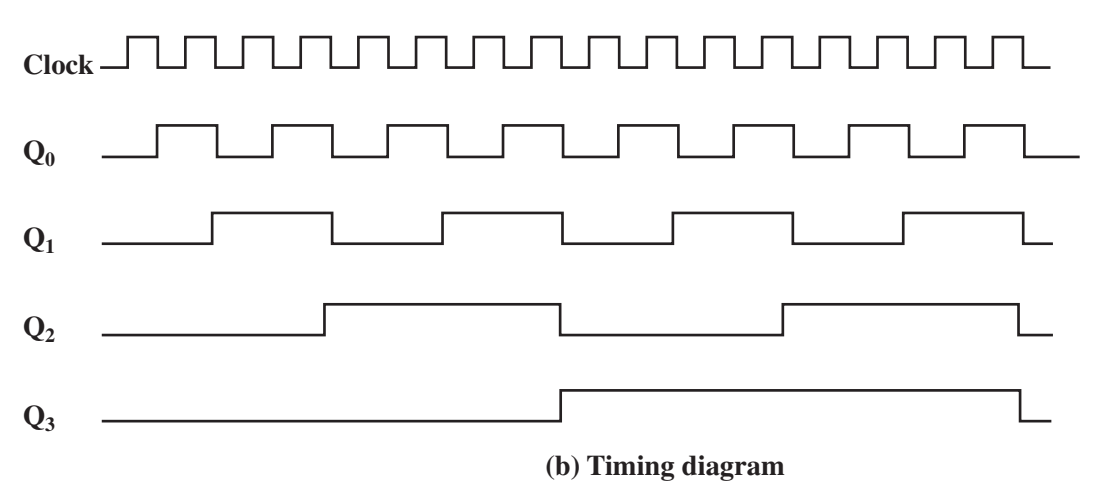 Clock
Q₀
Q₁
Q₂
Q₃
(b) Timing diagram